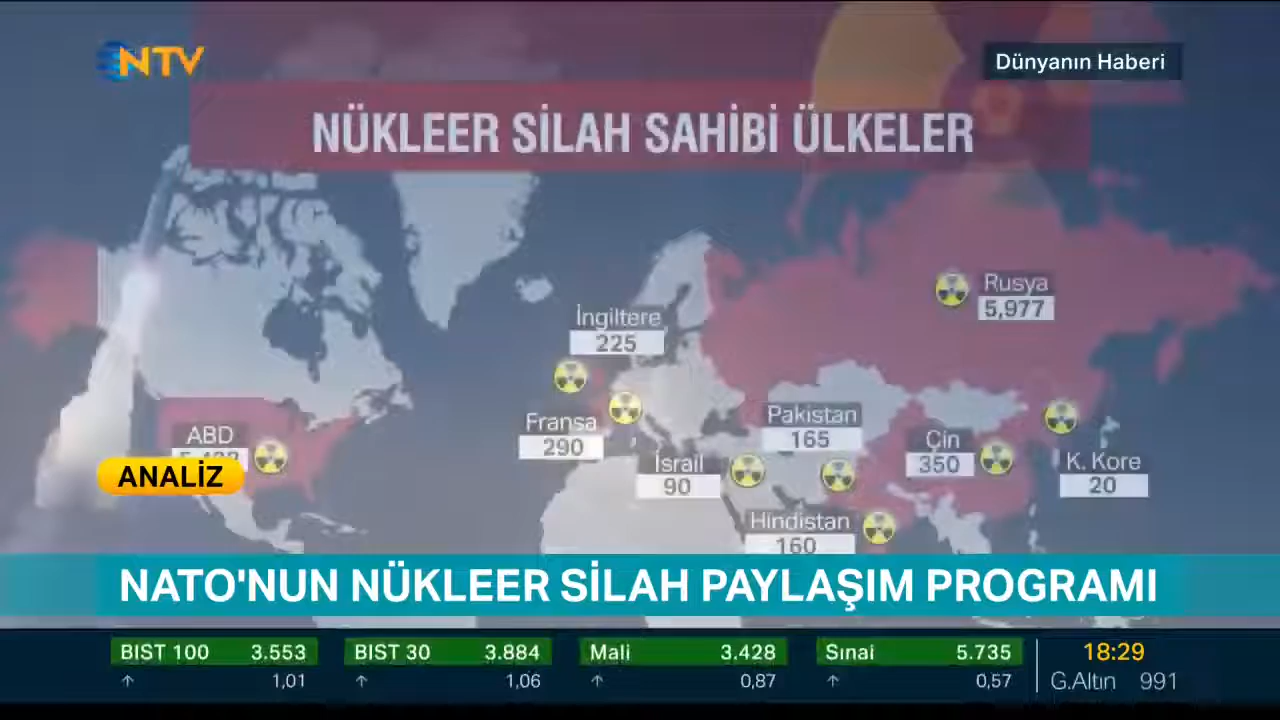 NTV
Dünyanın Haberi
NÜKLEER SİLAH SAHİBİ ÜLKELER
Rusya
5,977
İngiltere
225
Fransa
290
Pakistan
165
Çin
350
ABD
K. Kore
20
İsrail
90
Hindistan
160
ANALİZ
NATO'NUN NÜKLEER SİLAH PAYLAŞIM PROGRAMI
BIST 100 3.553
1,01
BIST 30 3.884
1,06
Mali 3.428
0,87
Sınai 5.735
0,57
18:29
G.Altın 991